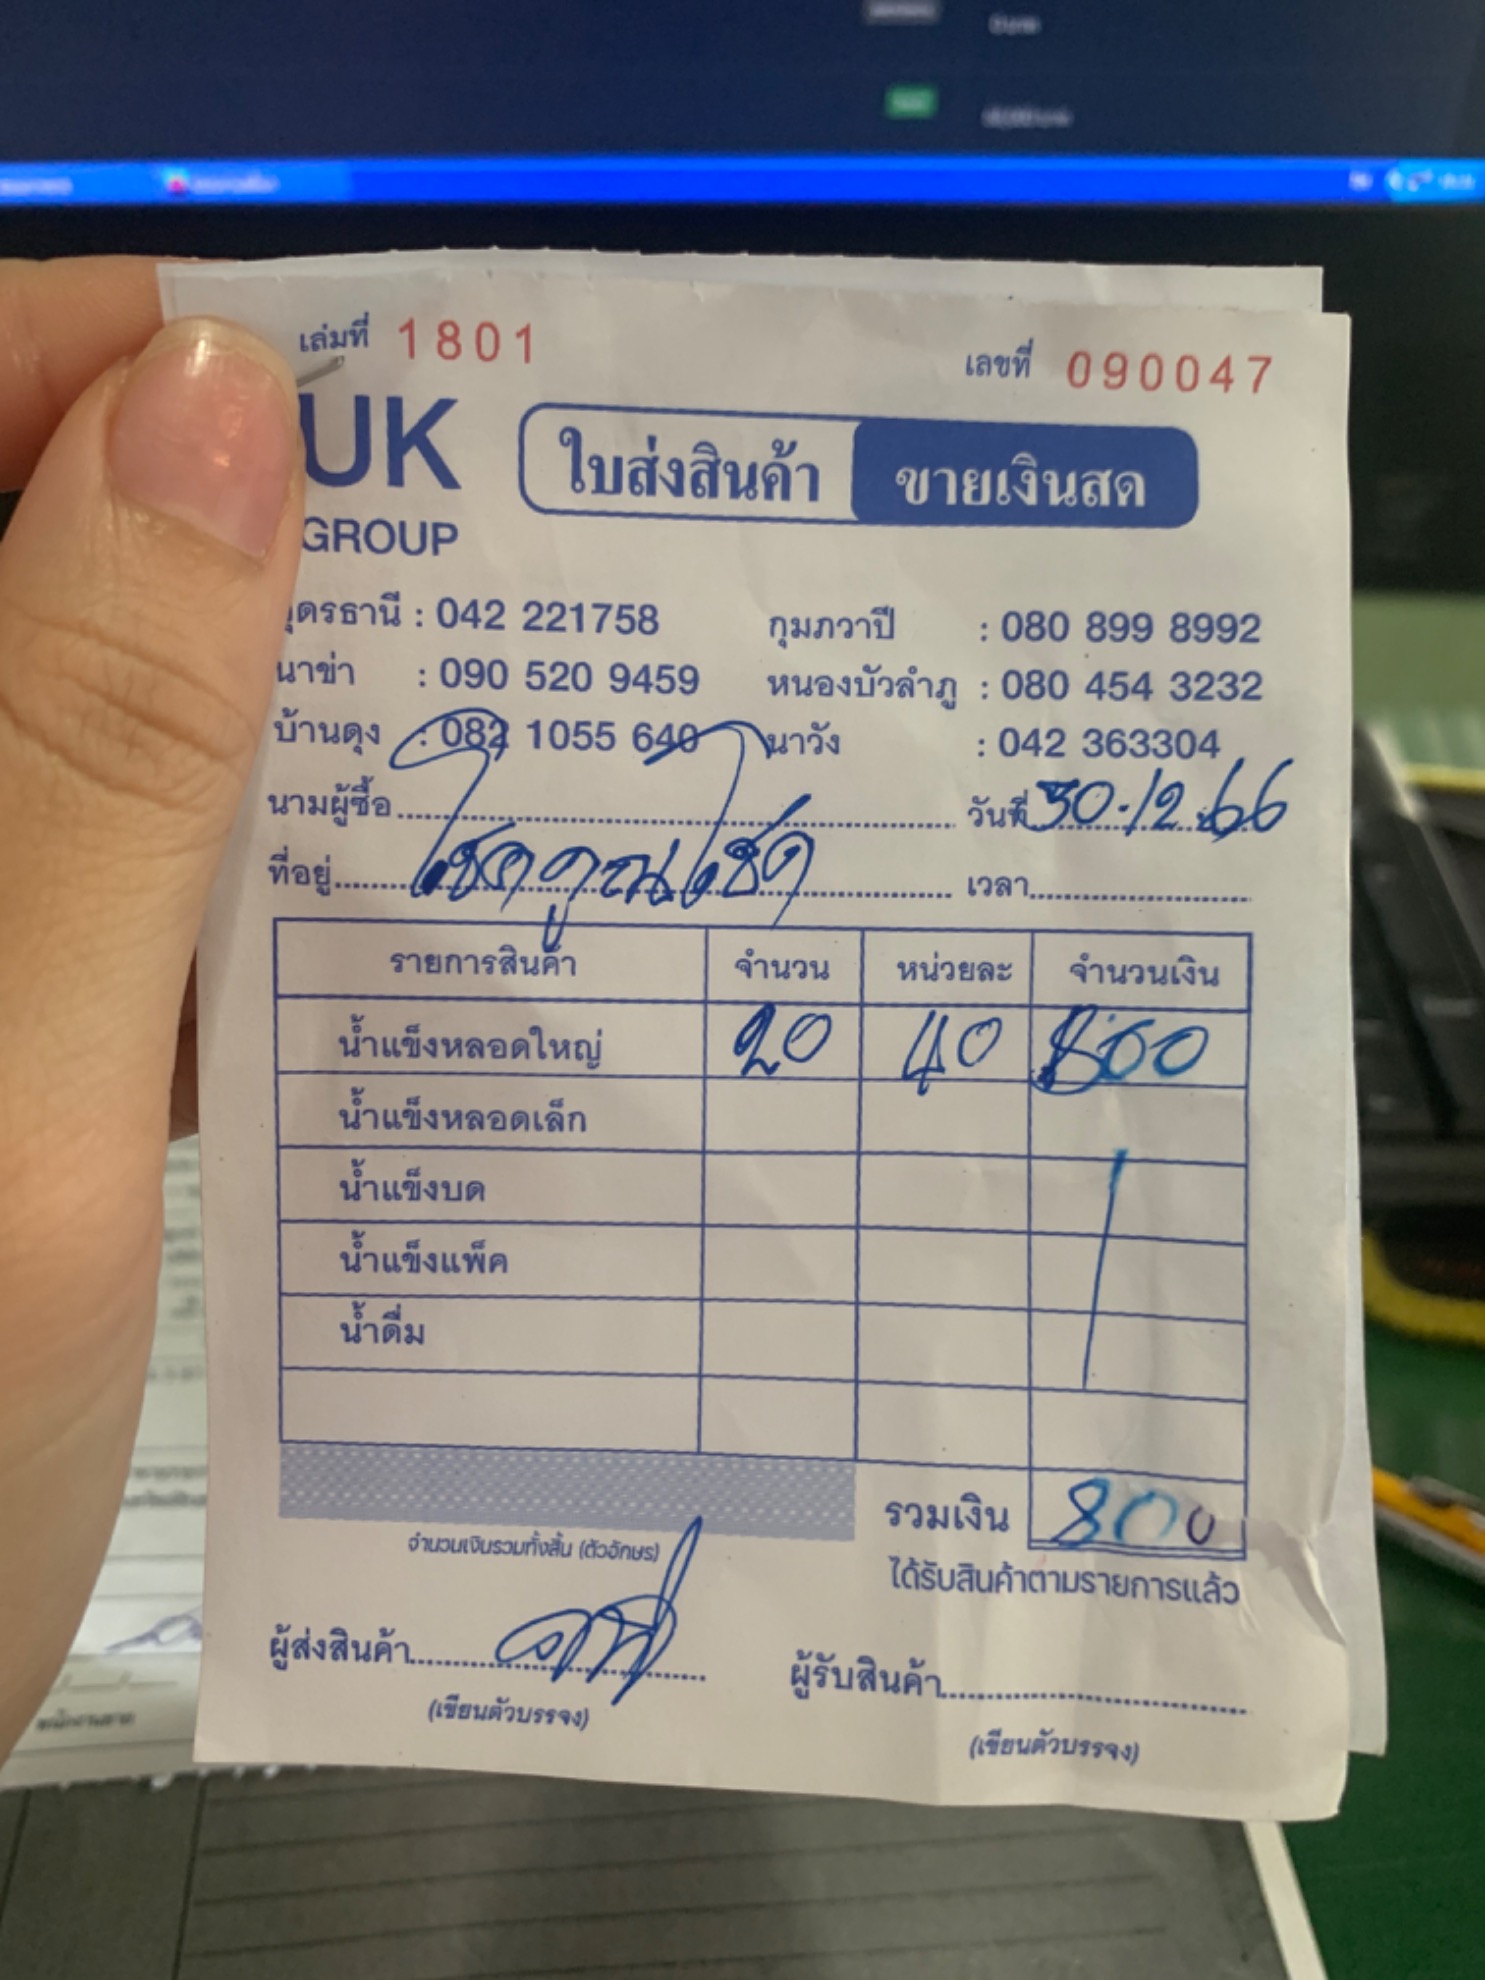 เล่มที่ 1801 เลขที่ 090047
UK ใบส่งสินค้า ขายเงินสด
GROUP
อุดรธานี : 042 221758 กุมภวาปี : 080 899 8992
นาข่า : 090 520 9459 หนองบัวลำภู : 080 454 3232
บ้านดุง : 082 1055 640 นาวัง : 042 363304
นามผู้ซื้อ วันที่ 30.12.66
ที่อยู่ โชคคูณโชค เวลา
รายการสินค้า จำนวน หน่วยละ จำนวนเงิน
น้ำแข็งหลอดใหญ่ 20 40 800
น้ำแข็งหลอดเล็ก
น้ำแข็งบด
น้ำแข็งแพ็ค
น้ำดื่ม
รวมเงิน 800
จำนวนเงินรวมทั้งสิ้น (ตัวอักษร)
ได้รับสินค้าตามรายการแล้ว
ผู้ส่งสินค้า ผู้รับสินค้า
(เขียนตัวบรรจง) (เขียนตัวบรรจง)